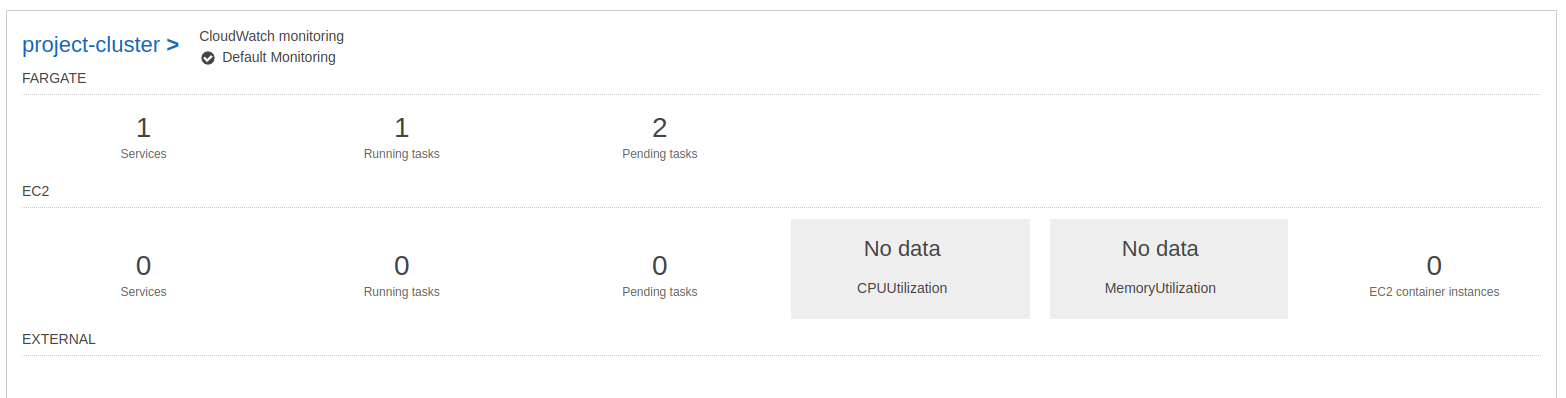 project-cluster >
CloudWatch monitoring
Default Monitoring
FARGATE
1 1 2
Services Running tasks Pending tasks
EC2
No data No data
0 0 0 0
CPUUtilization MemoryUtilization
Services Running tasks Pending tasks EC2 container instances
EXTERNAL